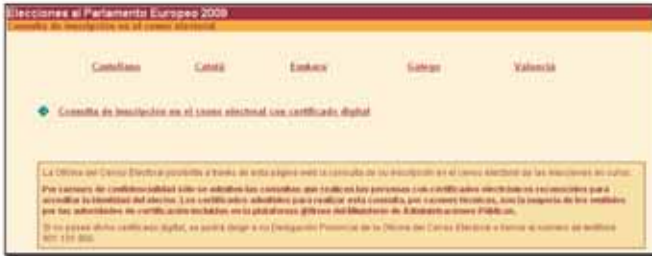 Elecciones al Parlamento Europeo 2009
Consulta de inscripción en el censo electoral
Castellano Català Euskera Galego Valencià
Consulta de inscripción en el censo electoral con certificado digital
La Oficina del Censo Electoral posibilita a través de esta página web la consulta de su inscripción en el censo electoral de las elecciones en curso.
Por razones de confidencialidad sólo se admiten las consultas que realicen las personas con certificados electrónicos reconocidos para
acreditar la identidad del elector. Los certificados admitidos para realizar esta consulta, por razones técnicas, son la mayoría de los emitidos
por las autoridades de certificación incluidas en la plataforma @firma del Ministerio de Administraciones Públicas.
Si no posee dicho certificado digital, se podrá dirigir a su Delegación Provincial de la Oficina del Censo Electoral o llamar al número de teléfono
901 101 900.